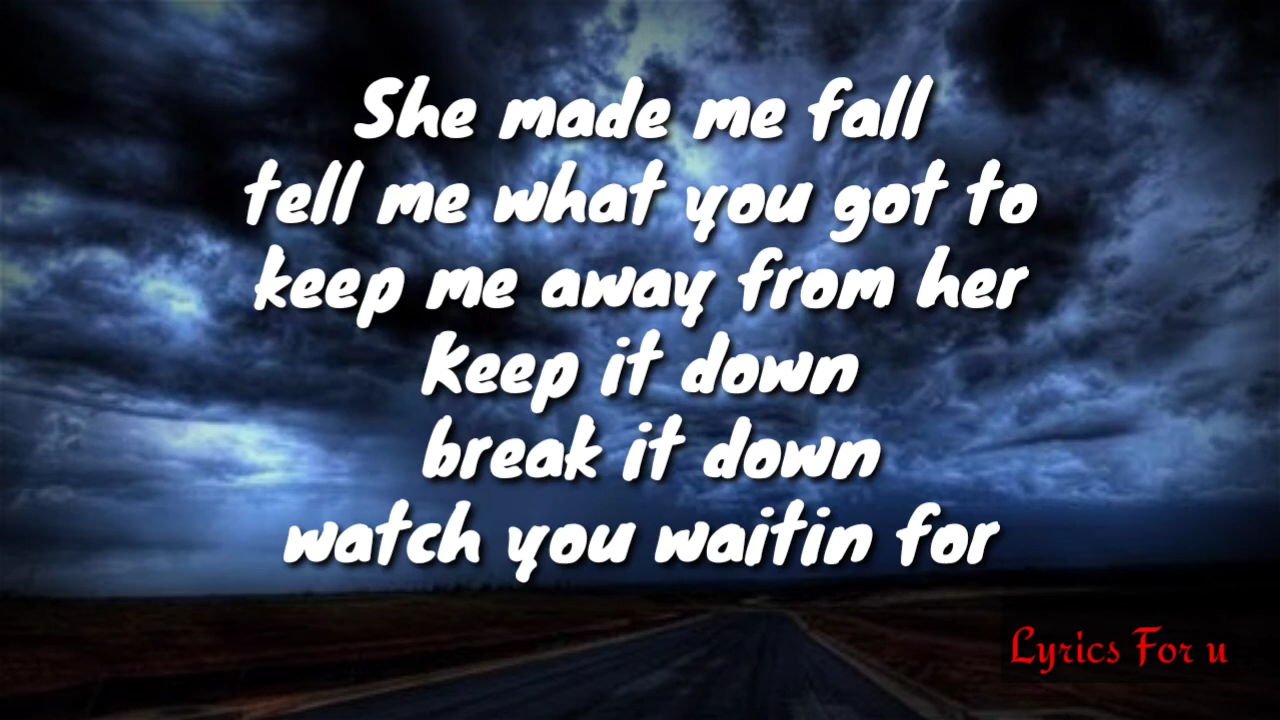 She made me fall
tell me what you got to
keep me away from her
Keep it down
break it down
watch you waitin for
Lyrics For u